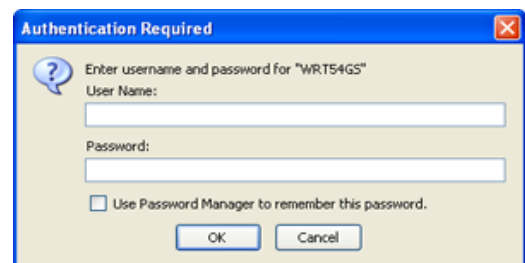 Authentication Required
Enter username and password for "WRT54GS"
User Name:
Password:
Use Password Manager to remember this password.
OK
Cancel